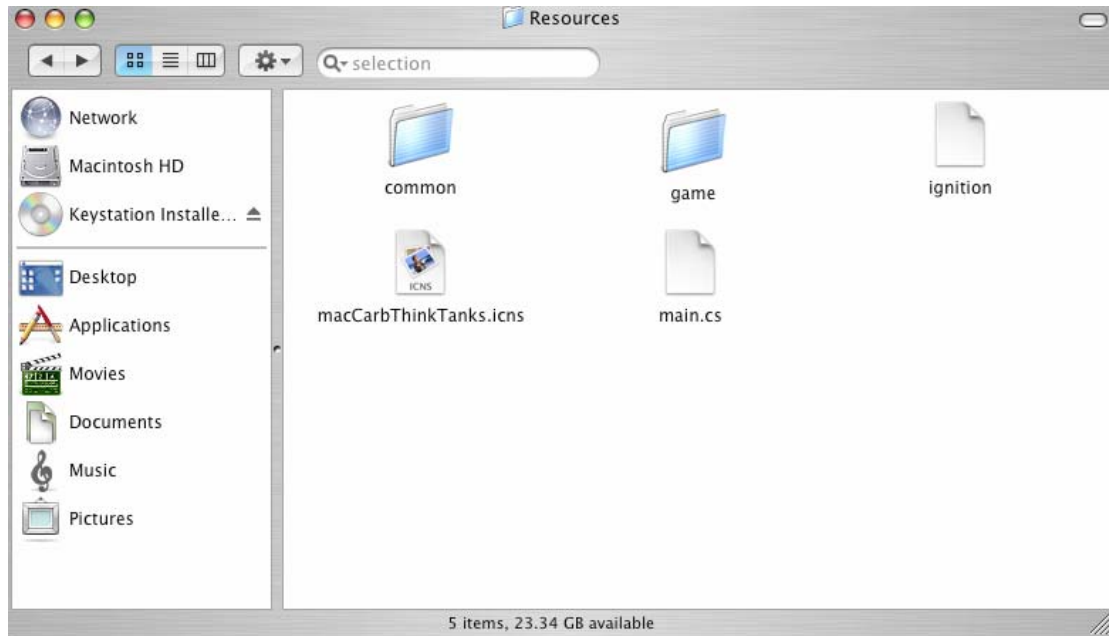 Resources
selection
Network
Macintosh HD
Keystation Installe...
Desktop
Applications
Movies
Documents
Music
Pictures
common
game
ignition
ICNS
macCarbThinkTanks.icns
main.cs
5 items, 23.34 GB available